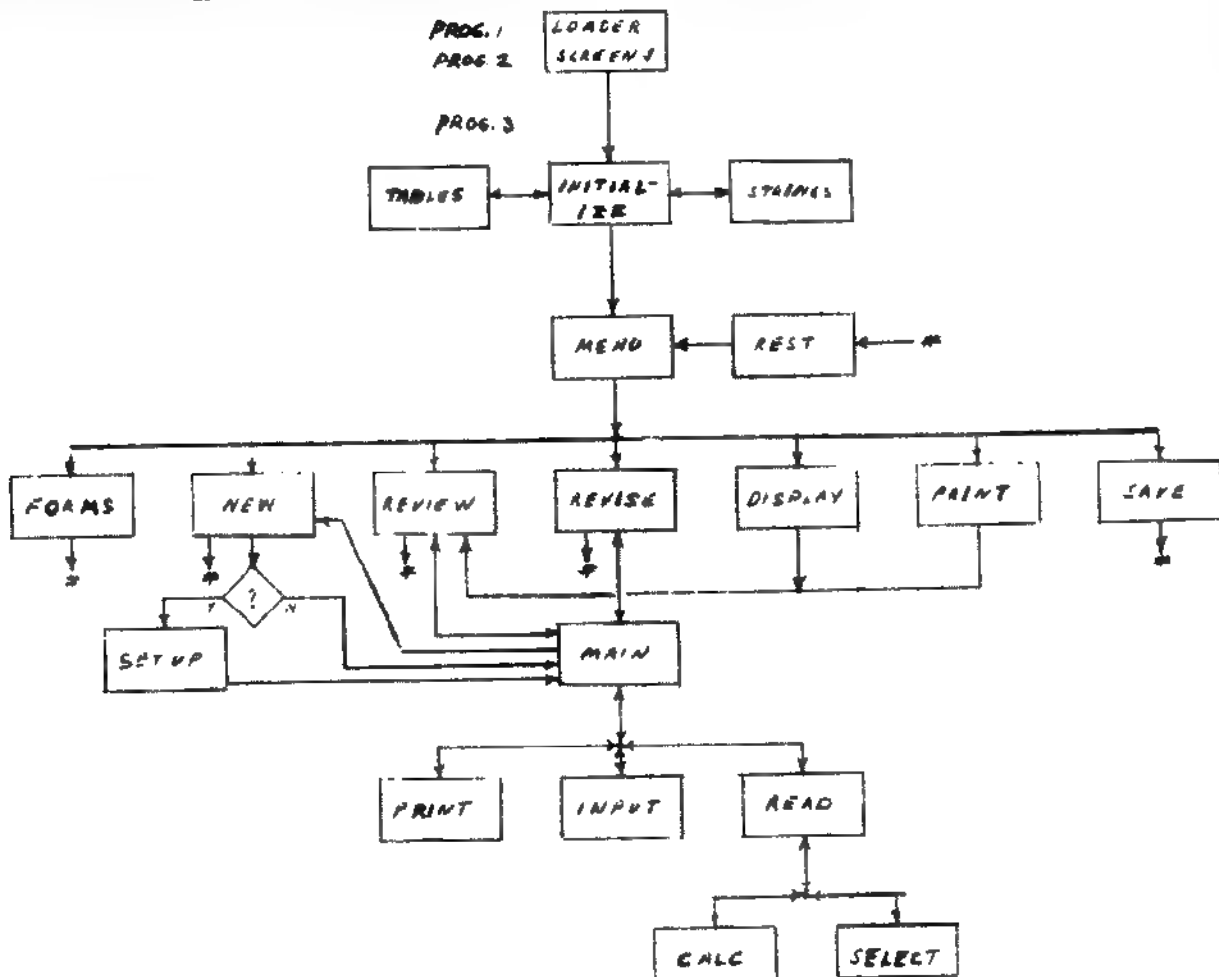 PROG. 1
LOADER
PROG. 2
SCREENS
PROG. 3
TABLES
INITIAL-
IZE
STRINGS
MENU
REST
*
FORMS
NEW
REVIEW
REVISE
DISPLAY
PRINT
SAVE
*
*
*
*
*
?
Y
N
SET UP
MAIN
PRINT
INPUT
READ
CALC
SELECT